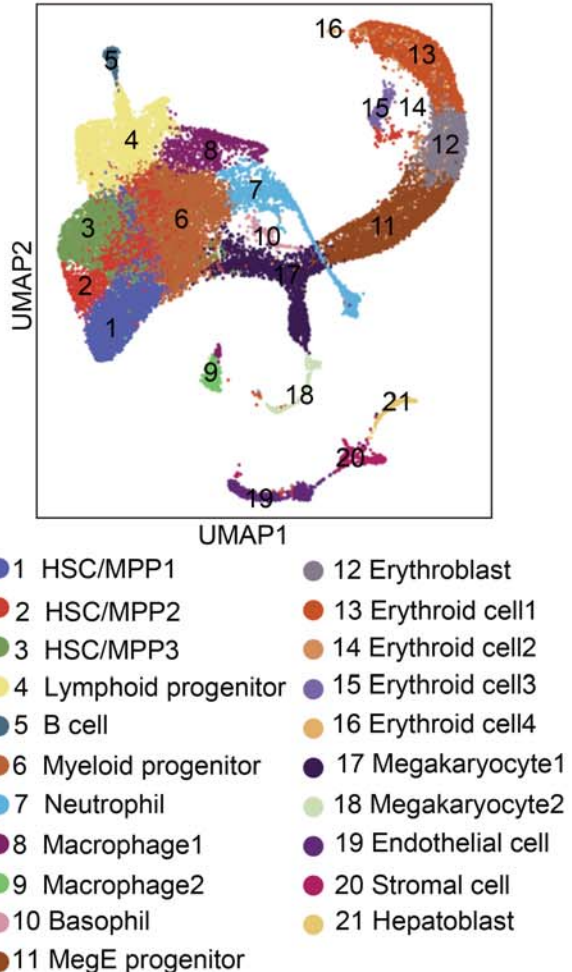 16
13
5
15 14
4
12
8
7
3
6
11
10
17
2
1
9
18
21
20
19
UMAP2
UMAP1
1 HSC/MPP1
2 HSC/MPP2
3 HSC/MPP3
4 Lymphoid progenitor
5 B cell
6 Myeloid progenitor
7 Neutrophil
8 Macrophage1
9 Macrophage2
10 Basophil
11 MegE progenitor
12 Erythroblast
13 Erythroid cell1
14 Erythroid cell2
15 Erythroid cell3
16 Erythroid cell4
17 Megakaryocyte1
18 Megakaryocyte2
19 Endothelial cell
20 Stromal cell
21 Hepatoblast